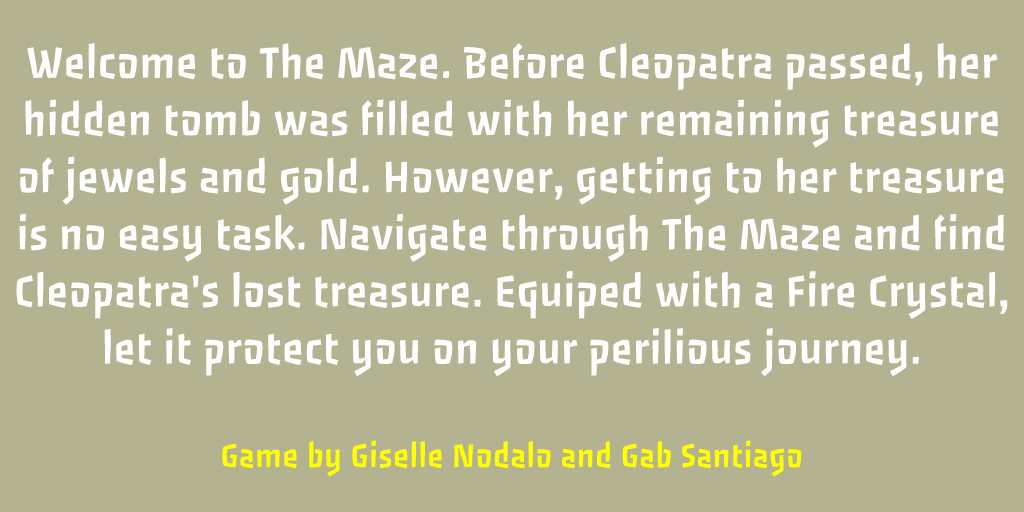 Welcome to The Maze. Before Cleopatra passed, her
hidden tomb was filled with her remaining treasure
of jewels and gold. However, getting to her treasure
is no easy task. Navigate through The Maze and find
Cleopatra's lost treasure. Equiped with a Fire Crystal,
let it protect you on your perilious journey.
Game by Giselle Nodalo and Gab Santiago